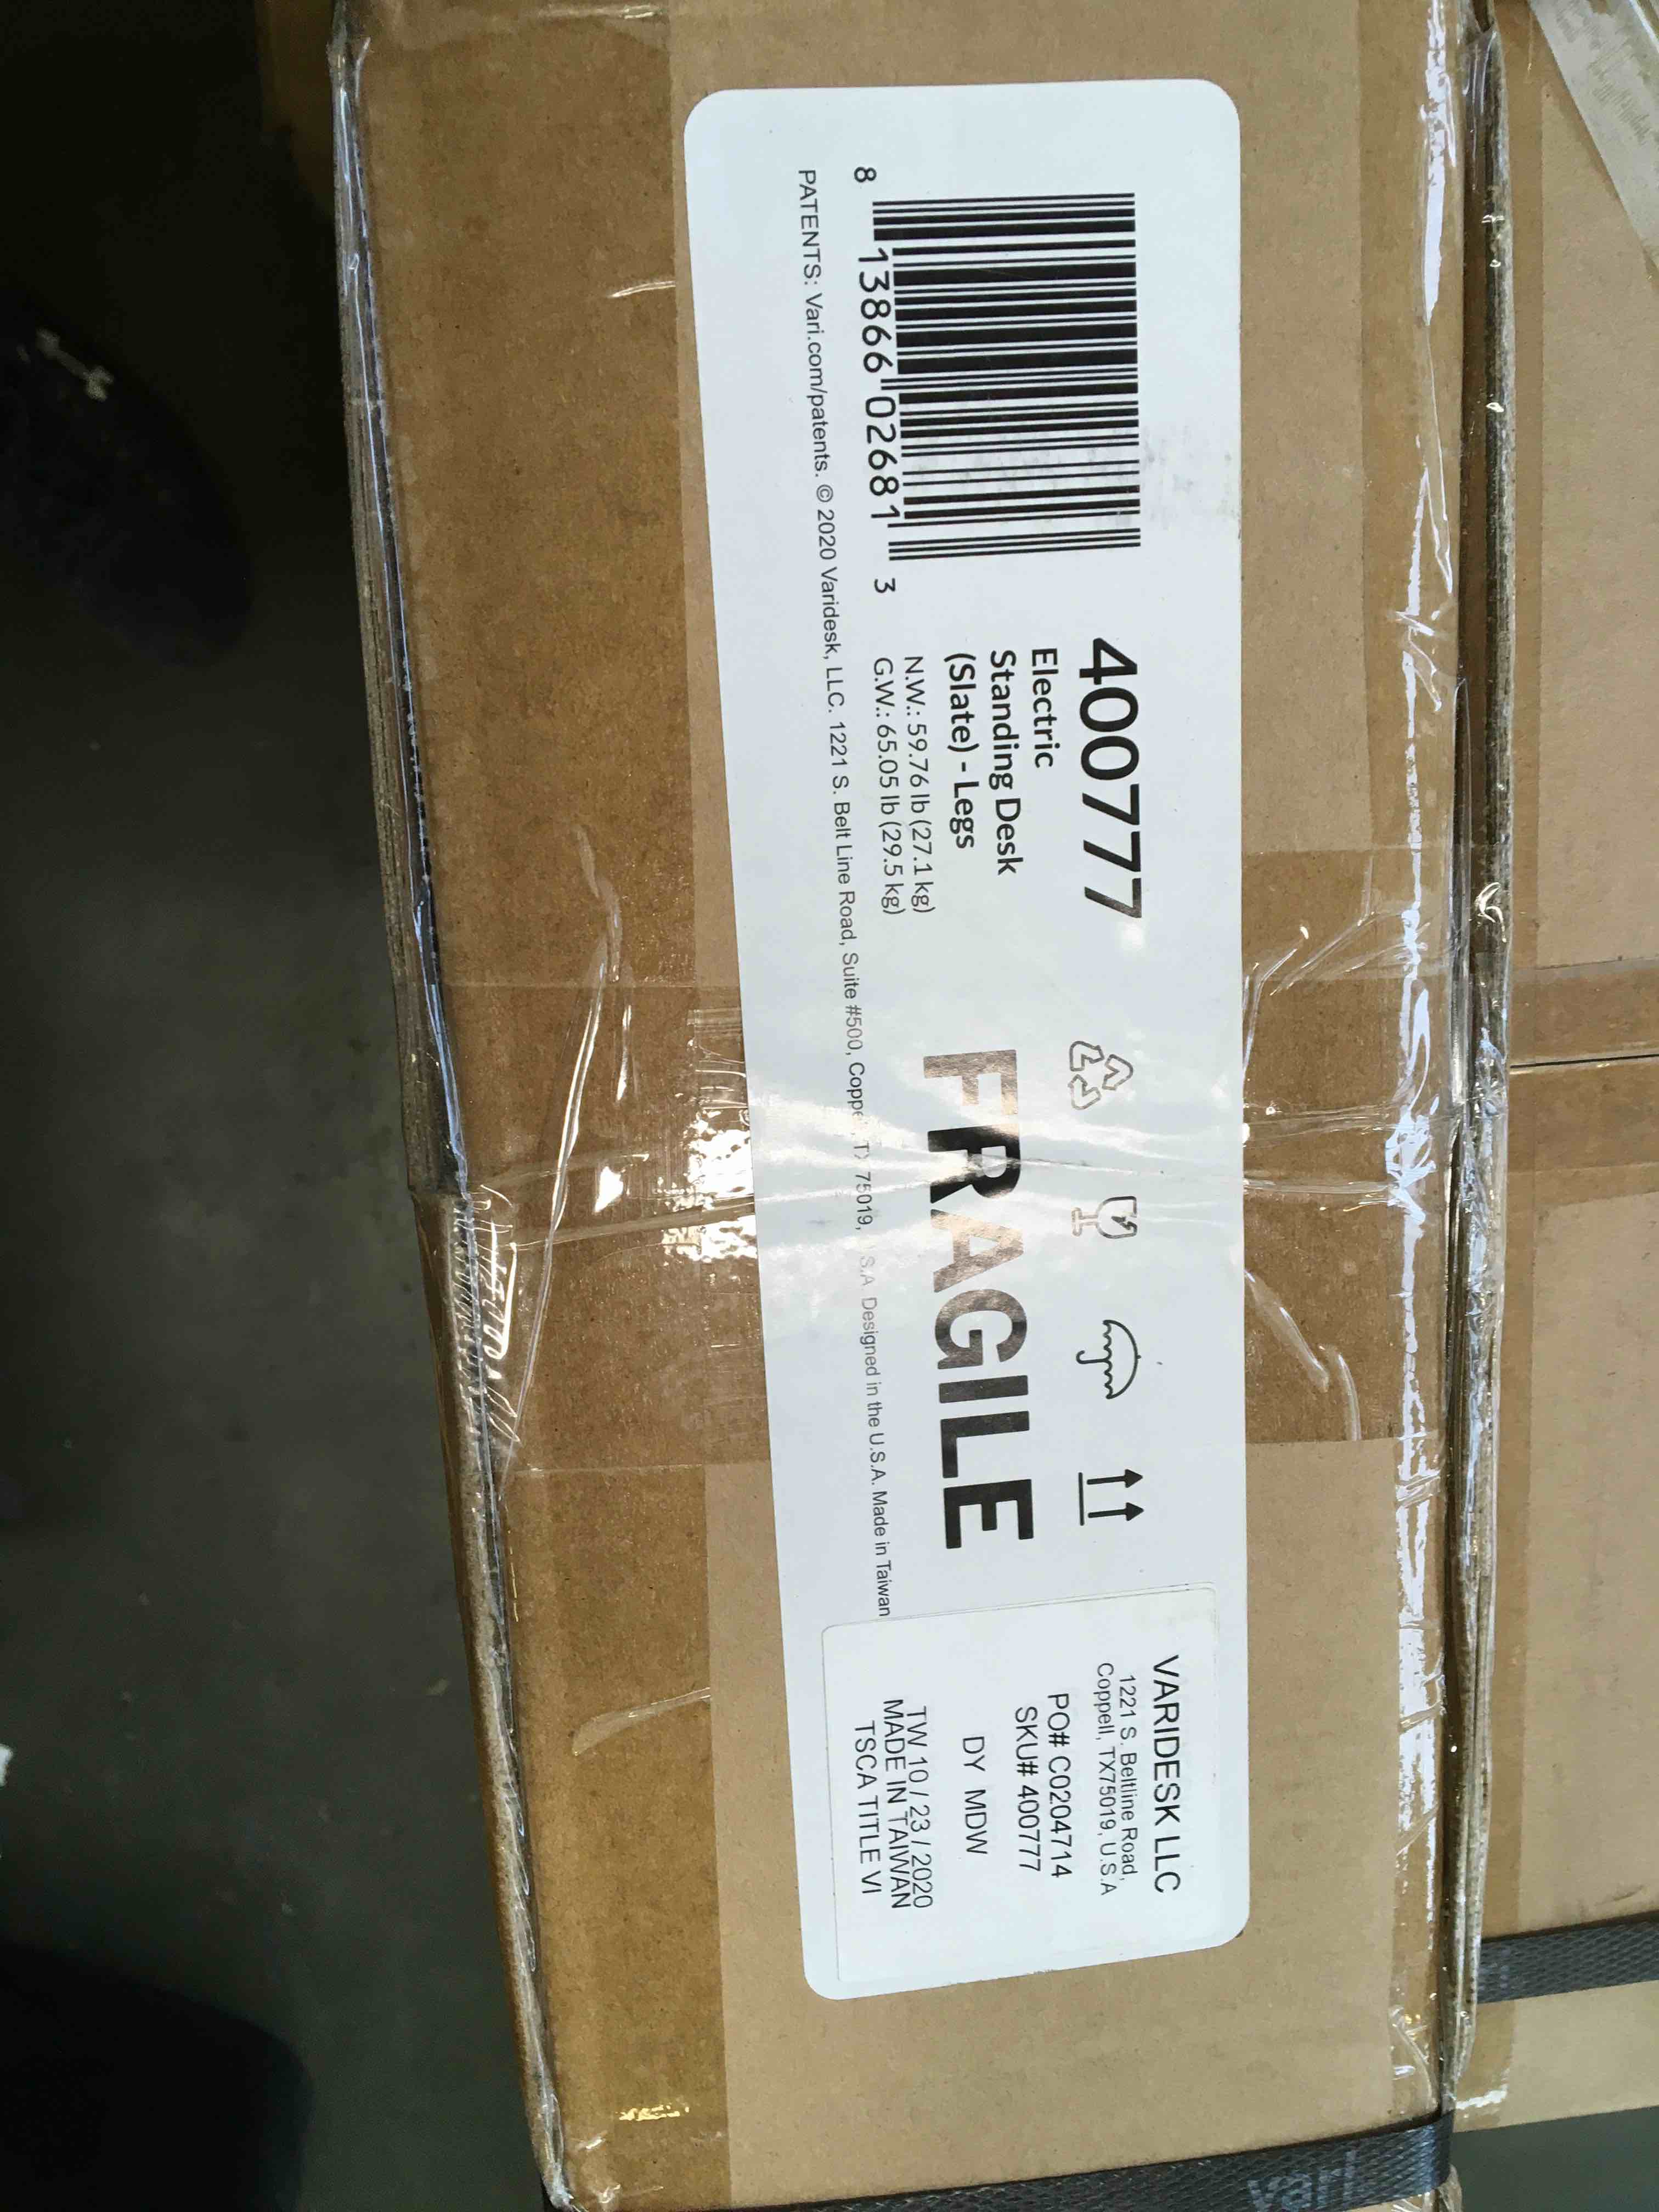 400777
Electric
Standing Desk
(Slate) - Legs
N.W.: 59.76 lb (27.1 kg)
G.W.: 65.05 lb (29.5 kg)
8 13866 02681 3
PATENTS: Vari.com/patents. © 2020 Varidesk, LLC. 1221 S. Belt Line Road, Suite #500, 75019, Designed in the U.S.A. Made in Taiwan
FRAGILE
VARIDESK LLC
1221 S. Beltline Road,
Coppell, TX75019, U.S.A
PO# C0204714
SKU# 400777
DY MDW
TW 10 / 23 / 2020
MADE IN TAIWAN
TSCA TITLE VI
vari